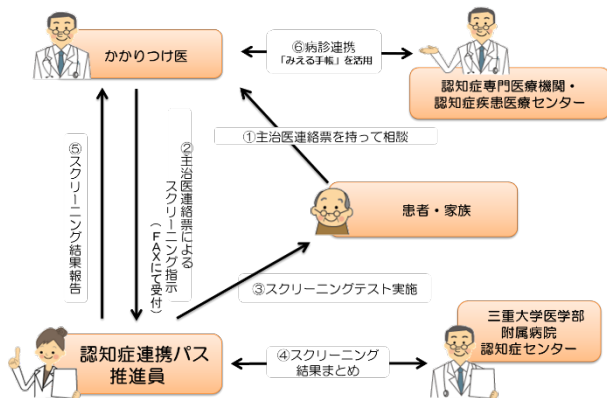 かかりつけ医
⑥病診連携
「みえる手帳」を活用
認知症専門医療機関・
認知症疾患医療センター
①主治医連絡票を持って相談
⑤スクリーニング結果報告
②主治医連絡票による
スクリーニング指示
(FAXにて受付)
患者・家族
③スクリーニングテスト実施
認知症連携パス
推進員
④スクリーニング
結果まとめ
三重大学医学部
附属病院
認知症センター